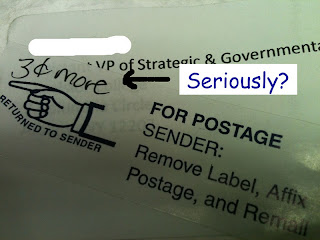 VP of Strategic & Governmenta
3¢ more
Seriously?
RETURNED TO SENDER
FOR POSTAGE
SENDER:
Remove Label, Affix
Postage, and Remail